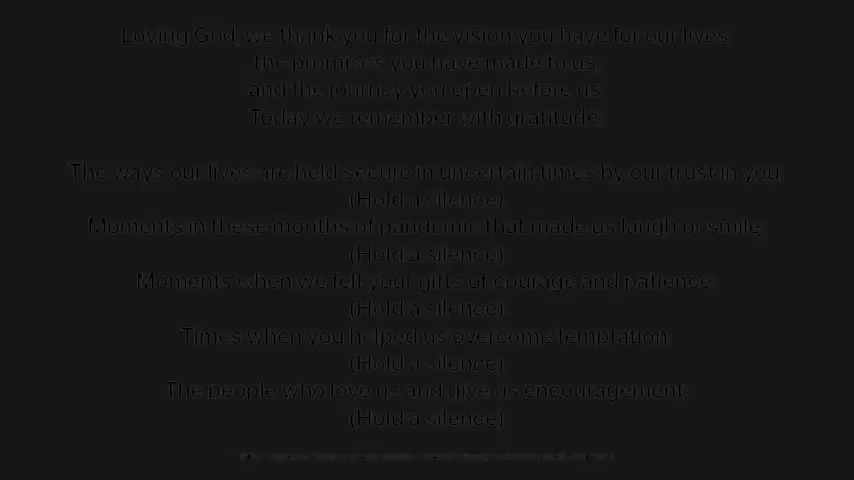 Loving God, we thank you for the vision you have for our lives,
the promises you have made to us,
and the journey you open before us.
Today we remember with gratitude:
The ways our lives are held secure in uncertain times by our trust in you;
(Hold a silence)
Moments in these months of pandemic that made us laugh or smile;
(Hold a silence)
Moments when we felt your gifts of courage and patience;
(Hold a silence)
Times when you helped us overcome temptation;
(Hold a silence)
The people who love us and give us encouragement;
(Hold a silence)